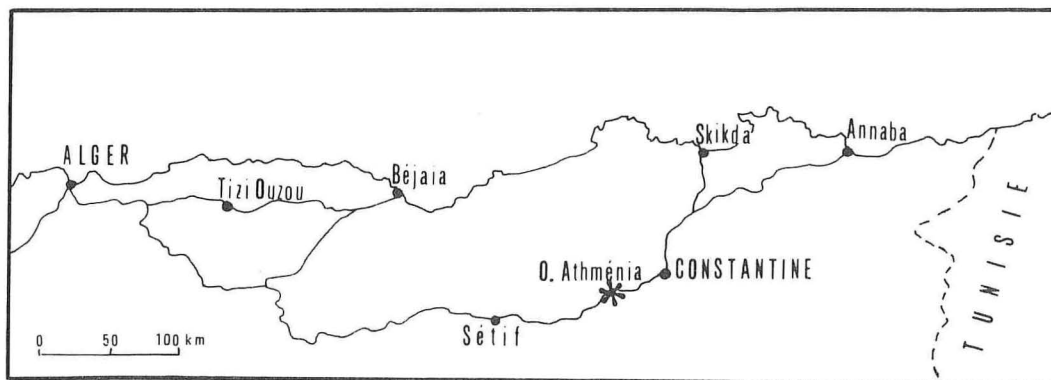 Skikda
Annaba
ALGER
Tizi Ouzou
Béjaia
O. Athménia
CONSTANTINE
Sétif
TUNISIE
0 50 100 km